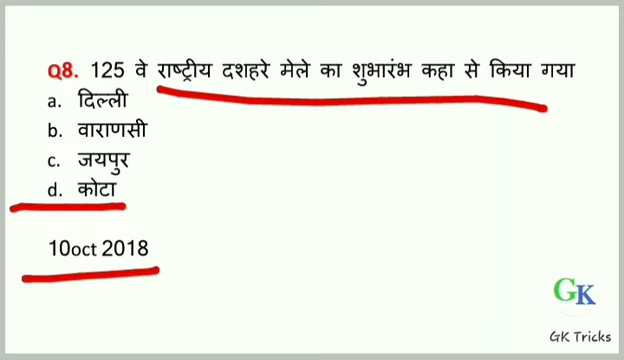 Q8. 125 वे राष्ट्रीय दशहरे मेले का शुभारंभ कहा से किया गया
a. दिल्ली
b. वाराणसी
c. जयपुर
d. कोटा
10oct 2018
GK
GK Tricks